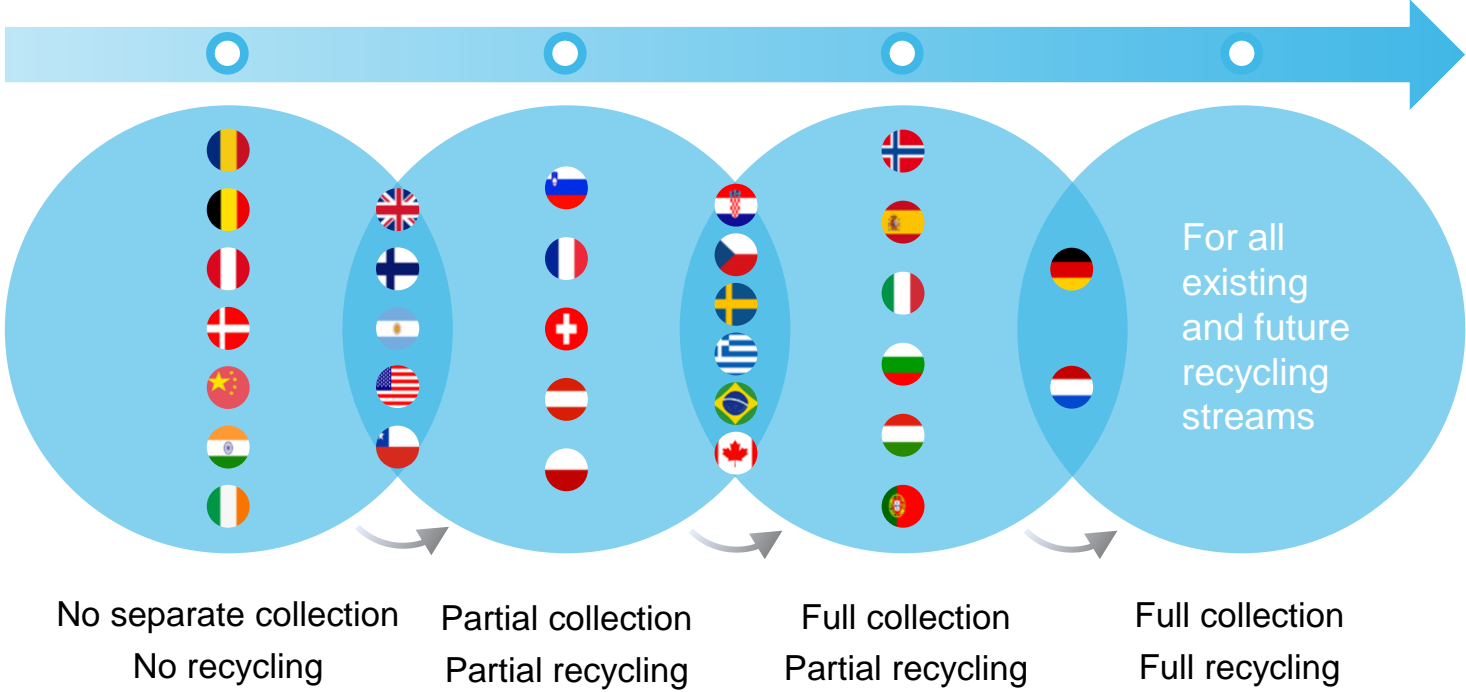 For all
existing
and future
recycling
streams
No separate collection
No recycling
Partial collection
Partial recycling
Full collection
Partial recycling
Full collection
Full recycling